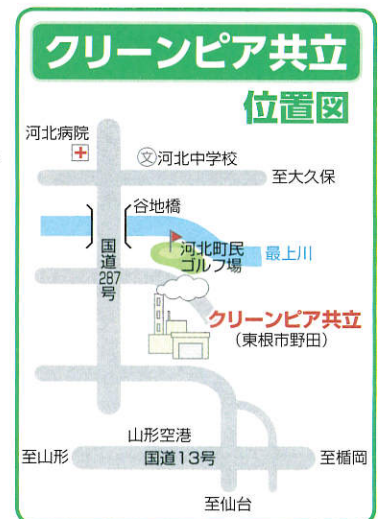 クリーンピア共立
位置図
河北病院
文河北中学校
至大久保
谷地橋
国道287号
河北町民
ゴルフ場
最上川
クリーンピア共立
(東根市野田)
山形空港
至山形
国道13号
至楯岡
至仙台